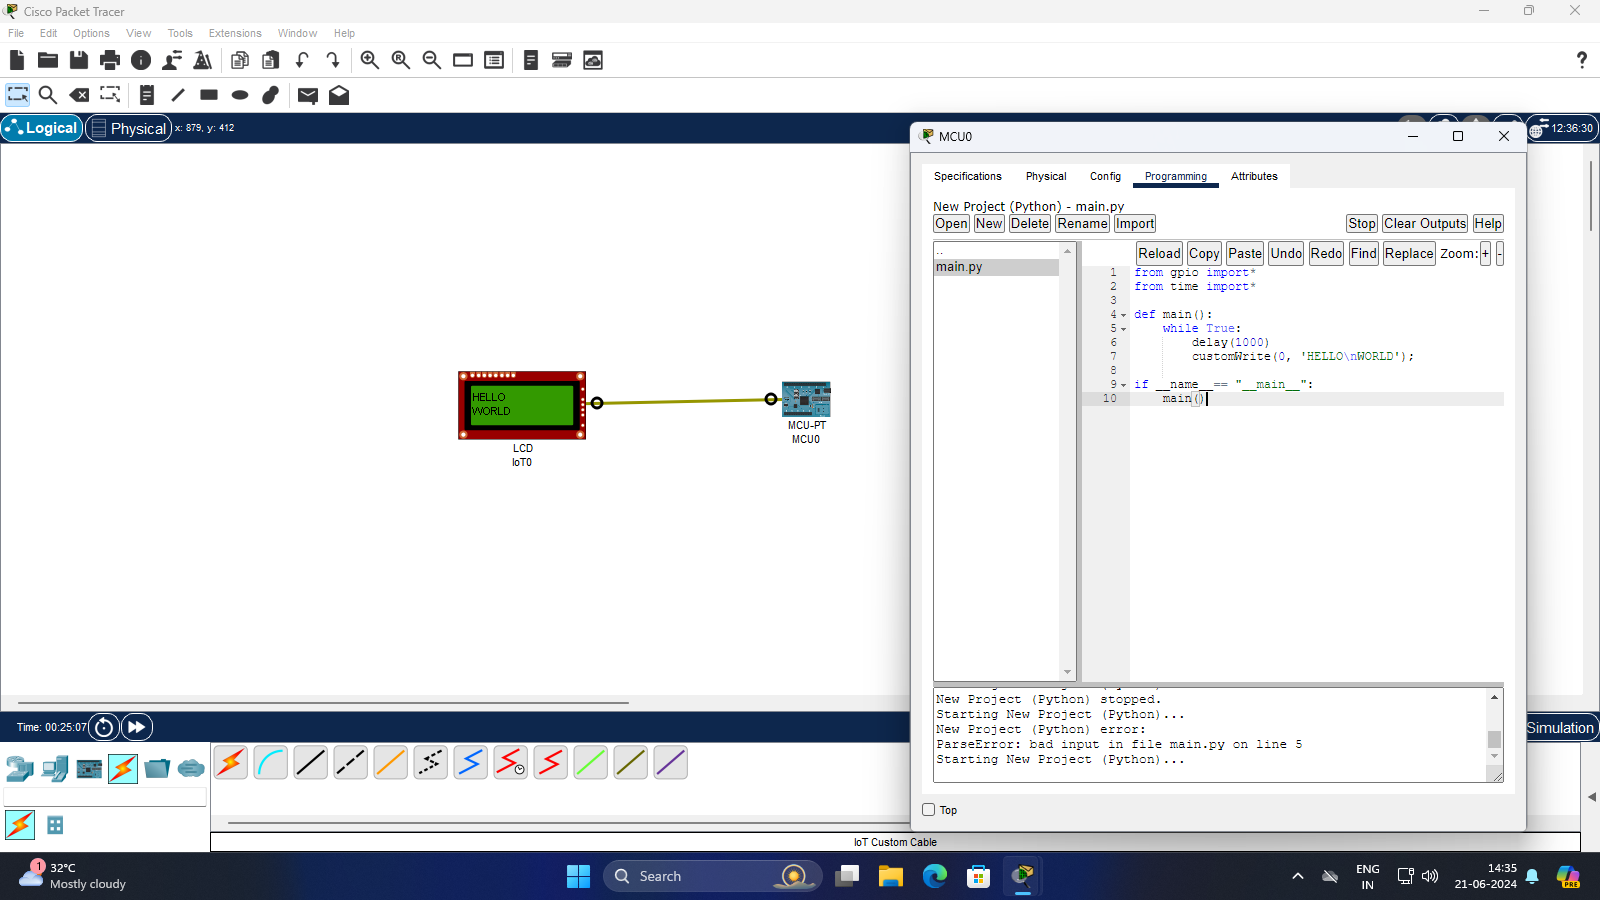 Cisco Packet Tracer
File Edit Options View Tools Extensions Window Help
Logical Physical x: 879, y: 412
12:36:30
MCU0
Specifications Physical Config Programming Attributes
New Project (Python) - main.py
Open New Delete Rename Import Stop Clear Outputs Help
..
main.py
Reload Copy Paste Undo Redo Find Replace Zoom: + -
1 from gpio import*
2 from time import*
3
4 def main():
5 while True:
6 delay(1000)
7 customWrite(0, 'HELLO\nWORLD');
8
9 if __name__== "__main__":
10 main()
HELLO
WORLD
LCD
IoT0
MCU-PT
MCU0
New Project (Python) stopped.
Starting New Project (Python)...
New Project (Python) error:
ParseError: bad input in file main.py on line 5
Starting New Project (Python)...
Top
Time: 00:25:07
Simulation
IoT Custom Cable
1
32°C
Mostly cloudy
Search
ENG
IN
14:35
21-06-2024
PRE